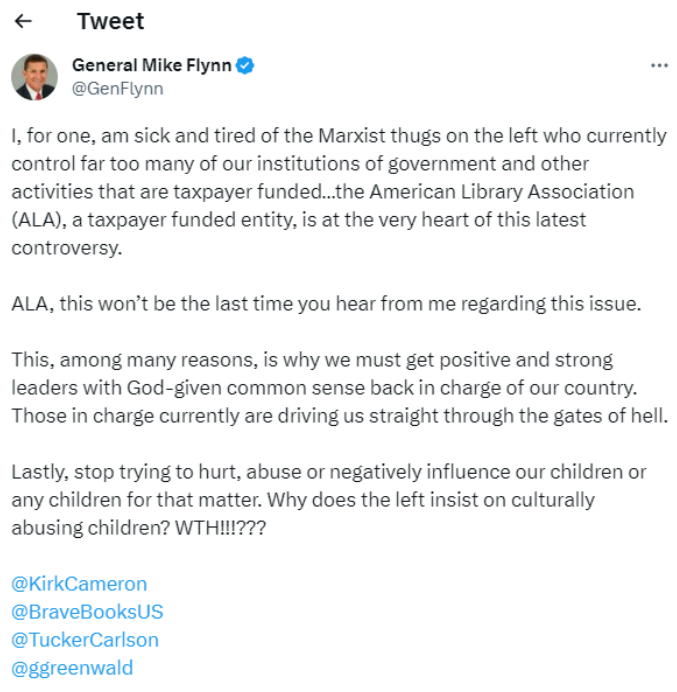 Tweet
General Mike Flynn
@GenFlynn
I, for one, am sick and tired of the Marxist thugs on the left who currently
control far too many of our institutions of government and other
activities that are taxpayer funded...the American Library Association
(ALA), a taxpayer funded entity, is at the very heart of this latest
controversy.
ALA, this won’t be the last time you hear from me regarding this issue.
This, among many reasons, is why we must get positive and strong
leaders with God-given common sense back in charge of our country.
Those in charge currently are driving us straight through the gates of hell.
Lastly, stop trying to hurt, abuse or negatively influence our children or
any children for that matter. Why does the left insist on culturally
abusing children? WTH!!!???
@KirkCameron
@BraveBooksUS
@TuckerCarlson
@ggreenwald